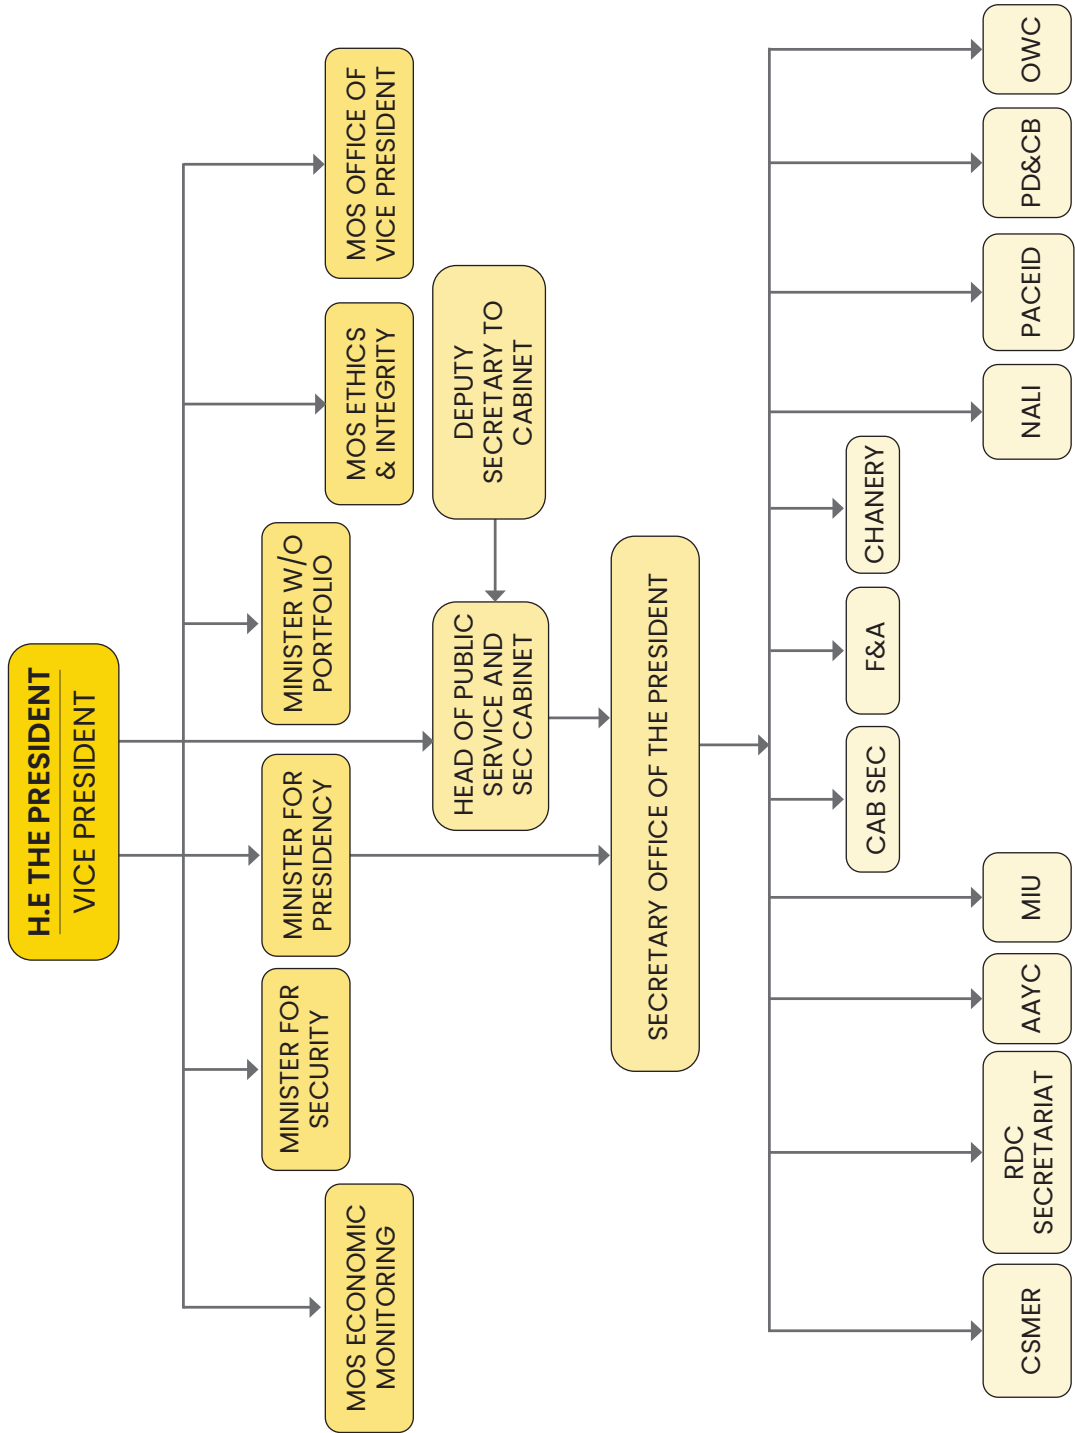 H.E THE PRESIDENT
VICE PRESIDENT
MOS ECONOMIC
MONITORING
MINISTER FOR
SECURITY
MINISTER FOR
PRESIDENCY
MINISTER W/O
PORTFOLIO
MOS ETHICS
& INTEGRITY
MOS OFFICE OF
VICE PRESIDENT
HEAD OF PUBLIC
SERVICE AND
SEC CABINET
DEPUTY
SECRETARY TO
CABINET
SECRETARY OFFICE OF THE PRESIDENT
CSMER
RDC
SECRETARIAT
AAYC
MIU
CAB SEC
F&A
CHANERY
NALI
PACEID
PD&CB
OWC